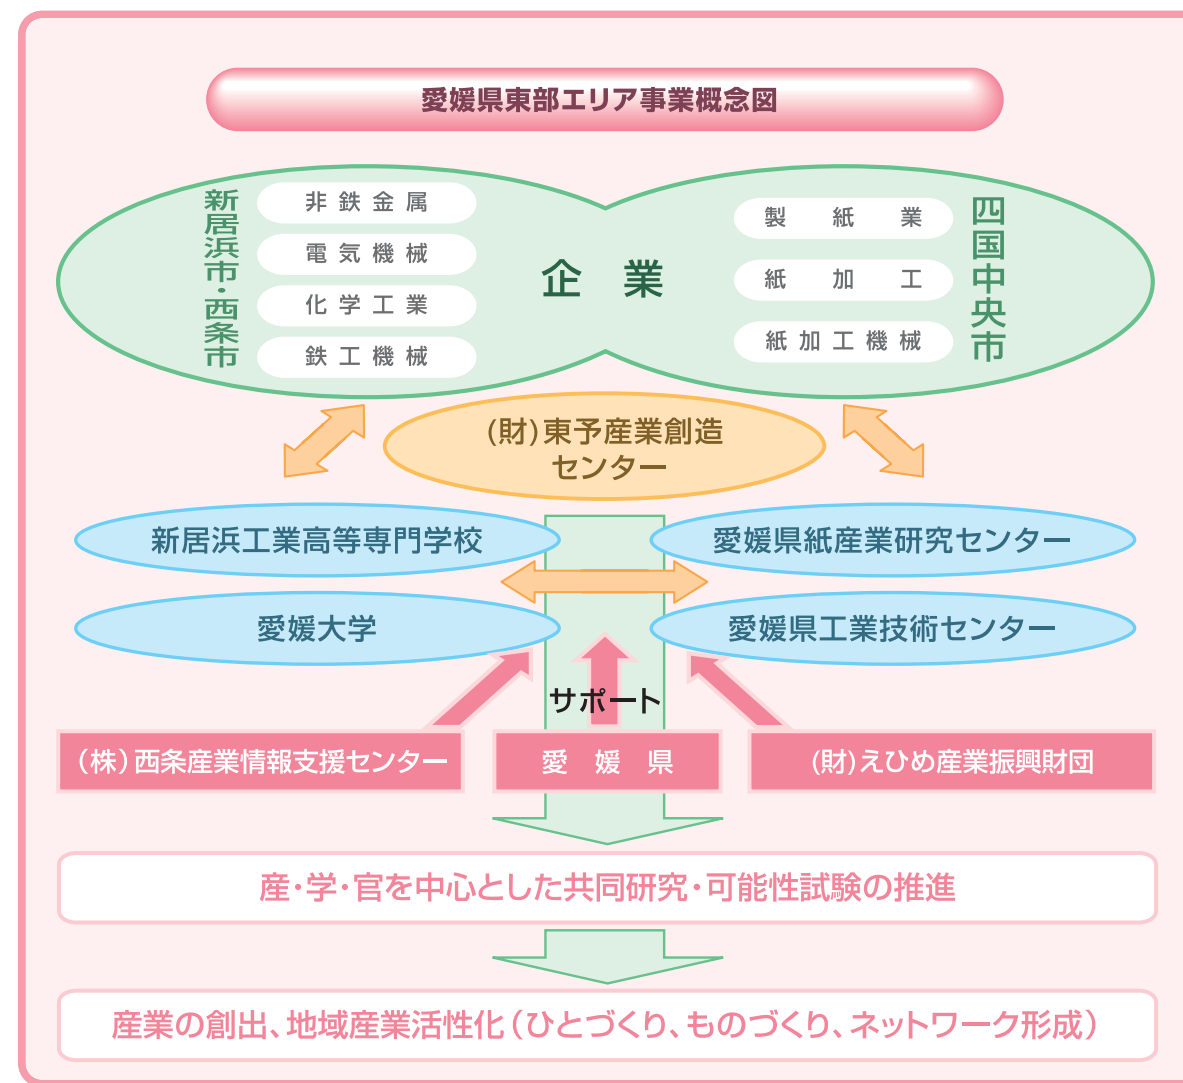 愛媛県東部エリア事業概念図
新居浜市・西条市
非鉄金属
電気機械
化学工業
鉄工機械
企　業
製紙業
紙加工
紙加工機械
四国中央市
(財)東予産業創造
センター
新居浜工業高等専門学校
愛媛県紙産業研究センター
愛媛大学
愛媛県工業技術センター
サポート
（株）西条産業情報支援センター
愛　媛　県
(財)えひめ産業振興財団
産・学・官を中心とした共同研究・可能性試験の推進
産業の創出、地域産業活性化（ひとづくり、ものづくり、ネットワーク形成）